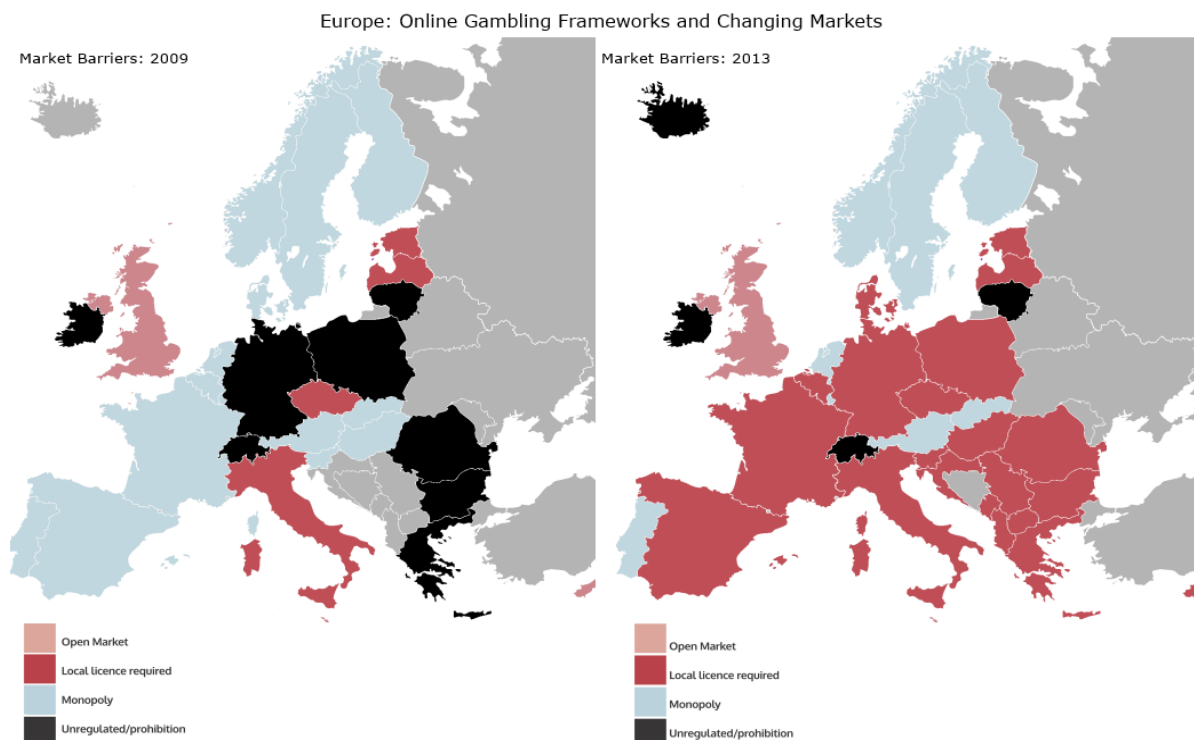 Europe: Online Gambling Frameworks and Changing Markets
Market Barriers: 2009
Market Barriers: 2013
Open Market
Local licence required
Monopoly
Unregulated/prohibition
Open Market
Local licence required
Monopoly
Unregulated/prohibition